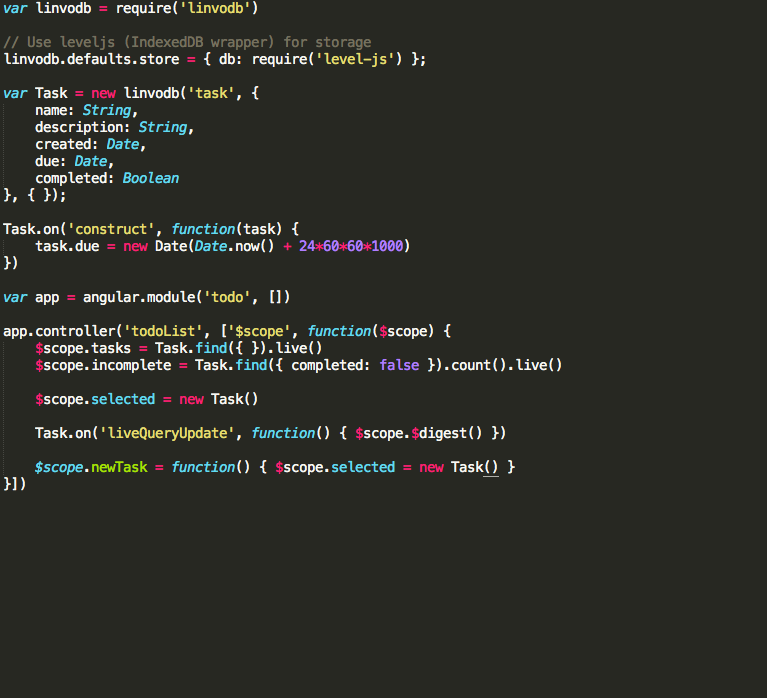 var linvodb = require('linvodb')
// Use leveljs (IndexedDB wrapper) for storage
linvodb.defaults.store = { db: require('level-js') };
var Task = new linvodb('task', {
    name: String,
    description: String,
    created: Date,
    due: Date,
    completed: Boolean
}, { });
Task.on('construct', function(task) {
    task.due = new Date(Date.now() + 24*60*60*1000)
})
var app = angular.module('todo', [])
app.controller('todoList', ['$scope', function($scope) {
    $scope.tasks = Task.find({ }).live()
    $scope.incomplete = Task.find({ completed: false }).count().live()
    $scope.selected = new Task()
    Task.on('liveQueryUpdate', function() { $scope.$digest() })
    $scope.newTask = function() { $scope.selected = new Task() }
}])